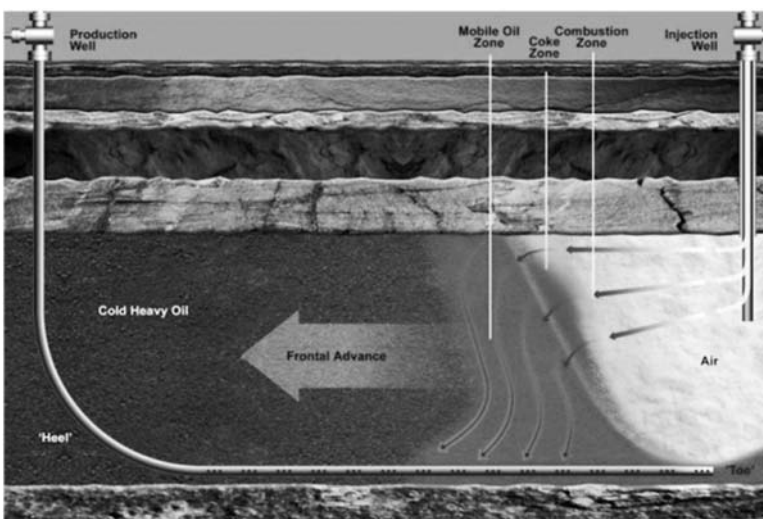 Production
Well
Mobile Oil
Zone
Coke
Zone
Combustion
Zone
Injection
Well
Cold Heavy Oil
Frontal Advance
Air
'Heel'
'Toe'